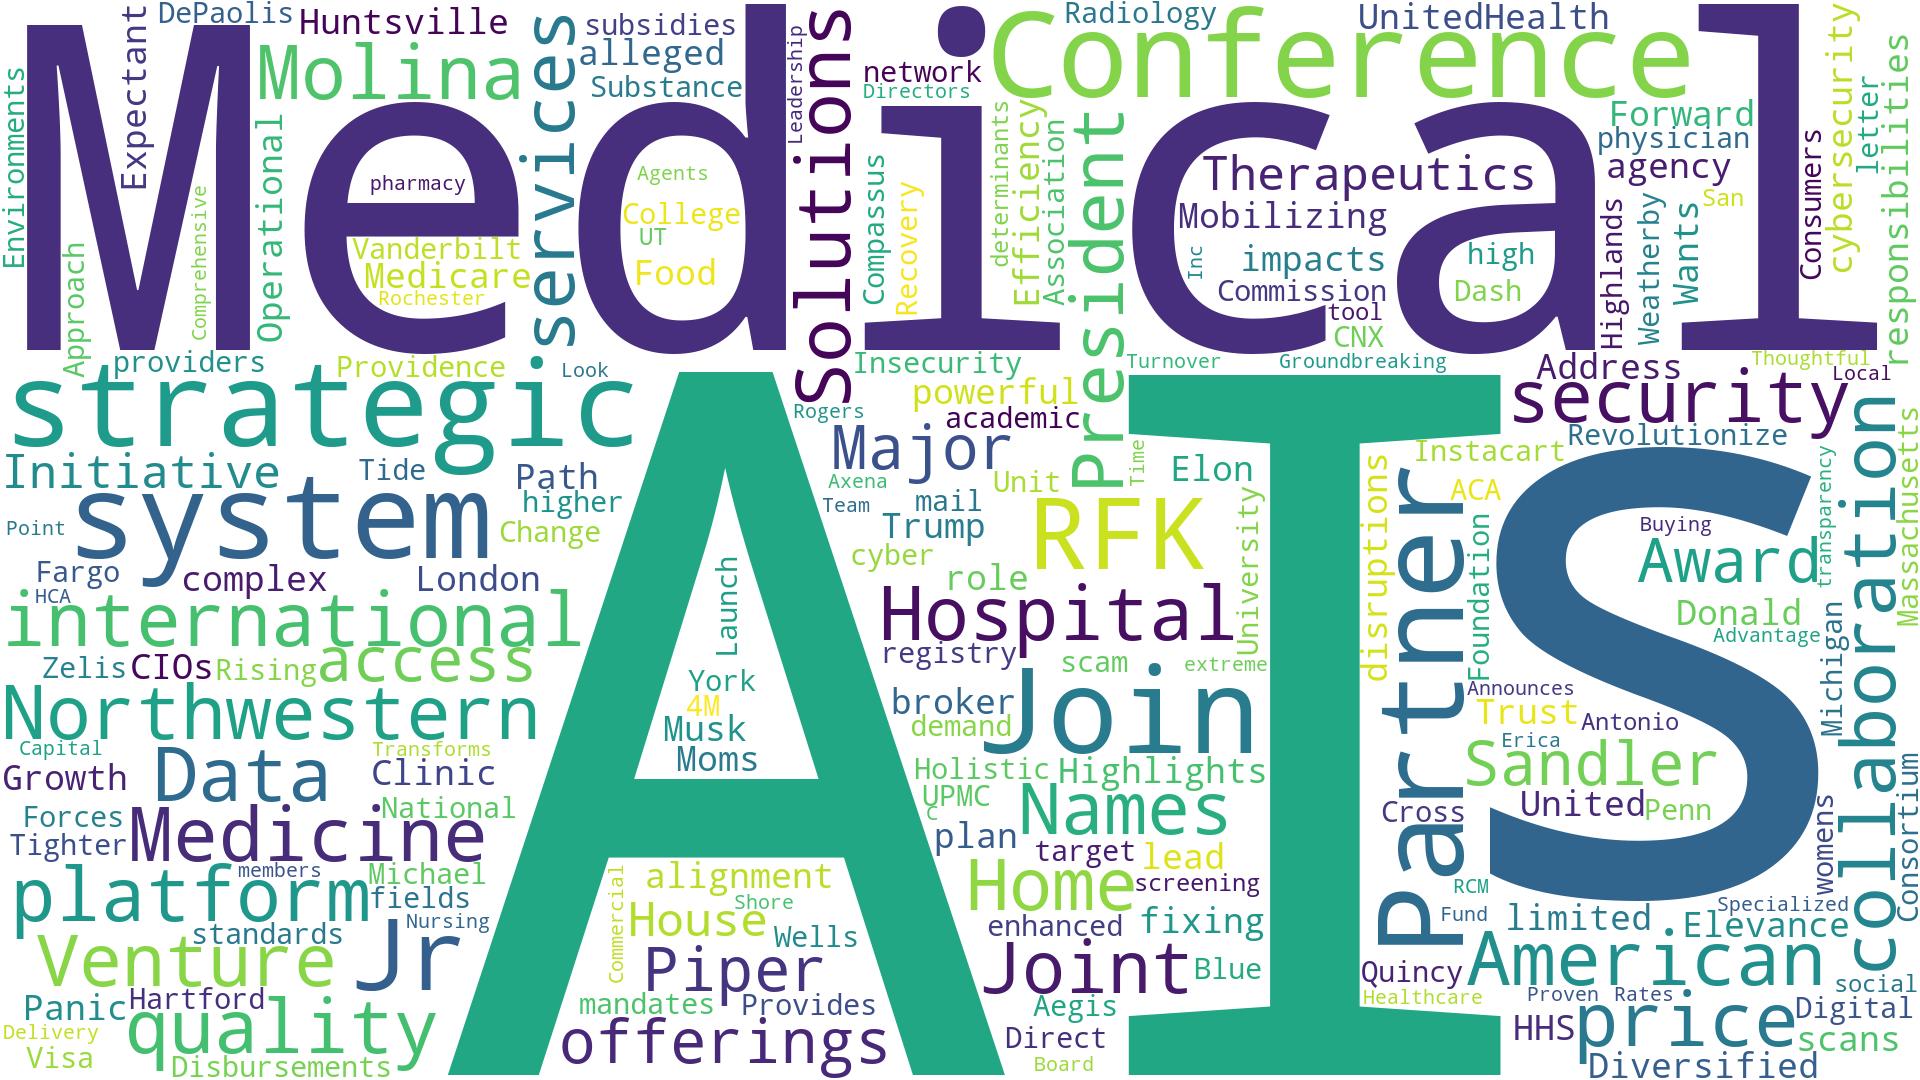 Medical
AI
S
DePaolis
Huntsville
subsidies
Radiology
UnitedHealth
Expectant
Molina
services
alleged
Substance
Leadership
Solutions
network
Directors
Conference
cybersecurity
letter
responsibilities
Environments
Forward
physician
agency
Consumers
Operational
Comprehensive
Approach
pharmacy
Vanderbilt
Medicare
Rochester
Agents
College
UT
Food
Compassus
Recovery
determinants
Efficiency
Association
President
Therapeutics
Mobilizing
Inc
impacts
Commission
tool
CNX
high
Dash
Highlands
Weatherby
Wants
San
providers
Providence
Look
Insecurity
Turnover
Groundbreaking
Address
Thoughtful
Local
strategic
Rogers
powerful
academic
security
Initiative
Tide
Path
Major
Axena
Unit
Time
Elon
Instacart
Revolutionize
Massachusetts
system
higher
Change
Team
mail
Trump
cyber
RFK
University
disruptions
Partner
ACA
Foundation
Buying
Award
transparency
collaboration
Point
Fargo
HCA
complex
London
role
international
Launch
Hospital
Donald
Advantage
Michigan
Zelis
CIOs
Rising
access
registry
scam
extreme
York
4M
Musk
Moms
Northwestern
broker
demand
Join
Announces
Trust
Antonio
Erica
Capital
Transforms
Growth
Data
Clinic
Holistic
Highlights
Sandler
Consortium
National
UPMC
C
Names
Cross
United
Penn
womens
Forces
Tighter
Medicine
plan
target
lead
members
Michael
platform
fields
Commercial
alignment
Shore
Home
screening
RCM
Specialized
standards
Nursing
House
Wells
enhanced
fixing
Fund
limited
Elevance
Venture
Jr
Piper
Joint
Blue
Quincy
American
social
Panic
Hartford
mandates
Provides
Aegis
Healthcare
Proven
Rates
Digital
Delivery
quality
offerings
Direct
HHS
price
scans
Visa
Disbursements
Board
Diversified